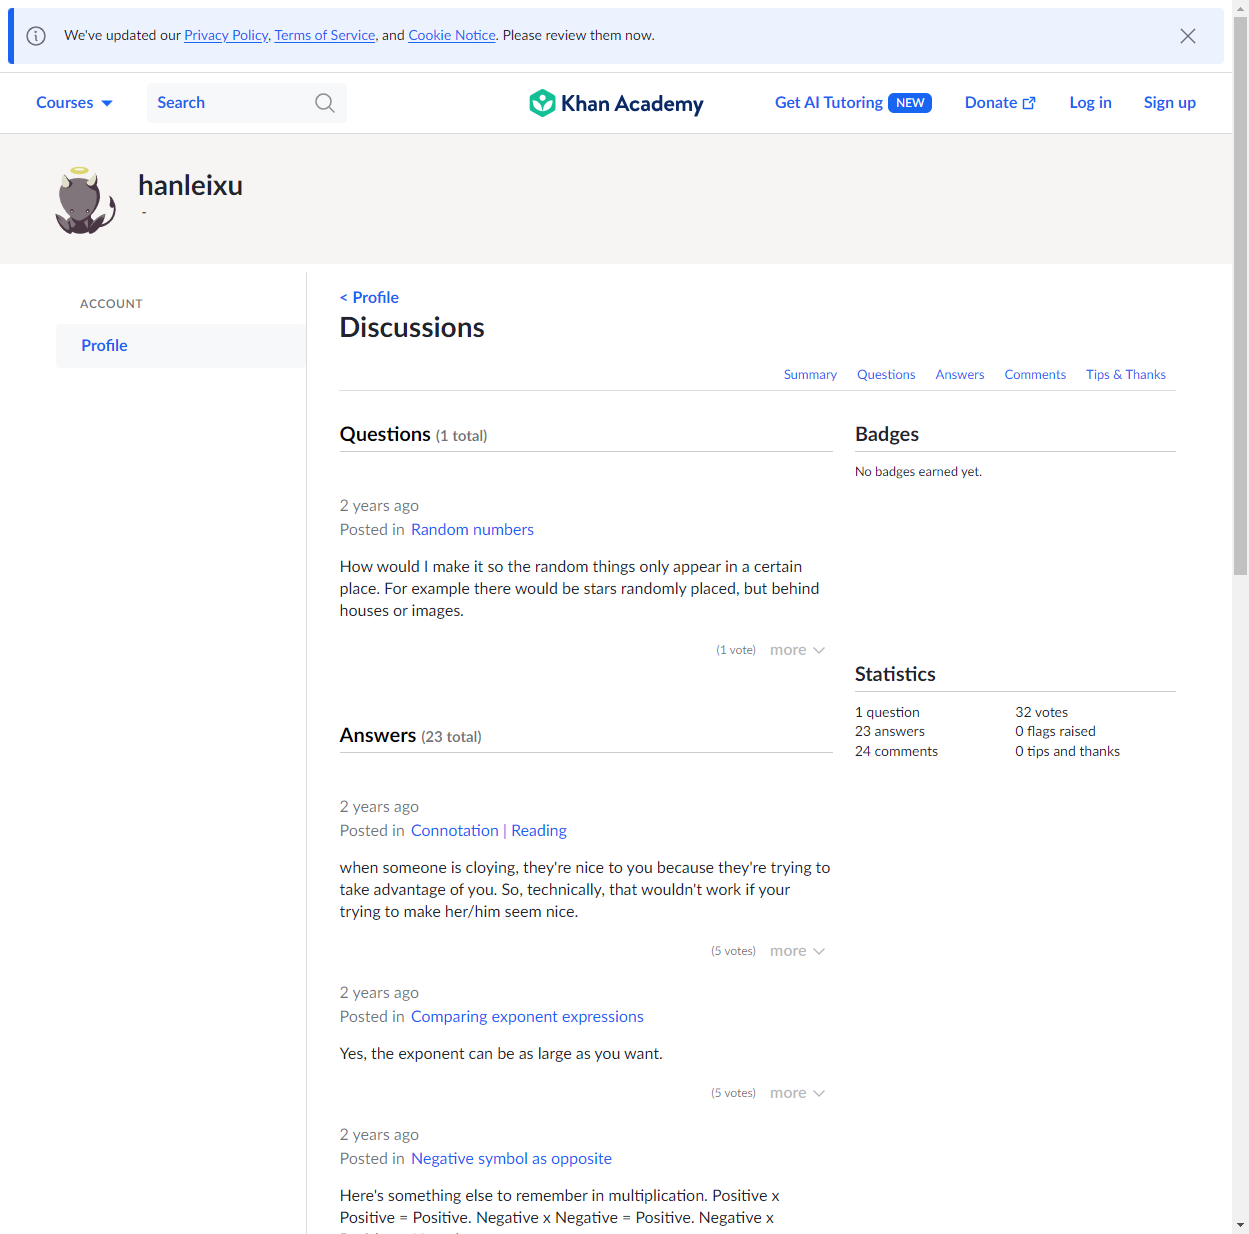 We've updated our Privacy Policy, Terms of Service, and Cookie Notice. Please review them now.
Courses
Search
Khan Academy
Get AI Tutoring NEW
Donate
Log in
Sign up
hanleixu
-
ACCOUNT
Profile
< Profile
Discussions
Summary Questions Answers Comments Tips & Thanks
Questions (1 total)
2 years ago
Posted in Random numbers
How would I make it so the random things only appear in a certain
place. For example there would be stars randomly placed, but behind
houses or images.
(1 vote) more
Answers (23 total)
2 years ago
Posted in Connotation | Reading
when someone is cloying, they're nice to you because they're trying to
take advantage of you. So, technically, that wouldn't work if your
trying to make her/him seem nice.
(5 votes) more
2 years ago
Posted in Comparing exponent expressions
Yes, the exponent can be as large as you want.
(5 votes) more
2 years ago
Posted in Negative symbol as opposite
Here's something else to remember in multiplication. Positive x
Positive = Positive. Negative x Negative = Positive. Negative x
Badges
No badges earned yet.
Statistics
1 question
23 answers
24 comments
32 votes
0 flags raised
0 tips and thanks